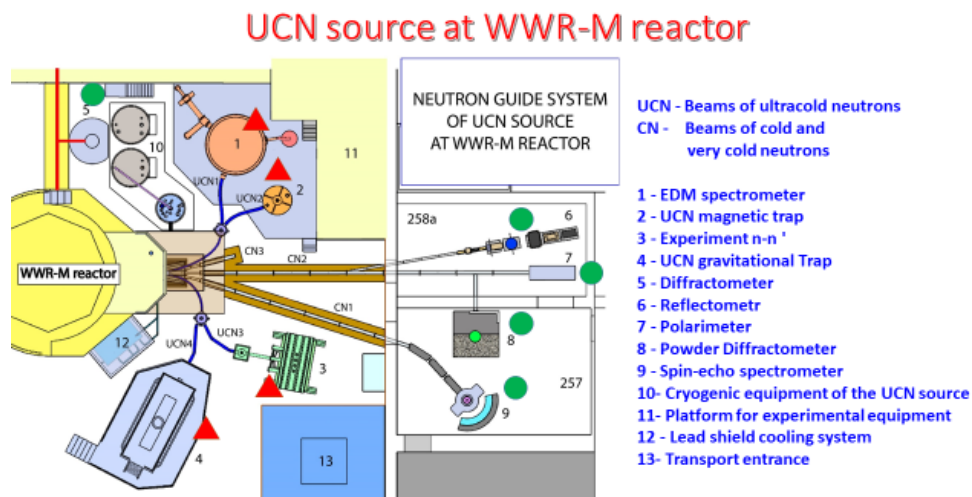 UCN source at WWR-M reactor
NEUTRON GUIDE SYSTEM
OF UCN SOURCE
AT WWR-M REACTOR
UCN - Beams of ultracold neutrons
CN - Beams of cold and
very cold neutrons
1 - EDM spectrometer
2 - UCN magnetic trap
3 - Experiment n-n '
4 - UCN gravitational Trap
5 - Diffractometer
6 - Reflectometr
7 - Polarimeter
8 - Powder Diffractometer
9 - Spin-echo spectrometer
10- Cryogenic equipment of the UCN source
11- Platform for experimental equipment
12 - Lead shield cooling system
13- Transport entrance
5
10
1
11
UCN1
UCN2
2
258a
6
CN3
CN2
7
WWR-M reactor
CN1
UCN3
UCN4
12
3
8
257
9
4
13